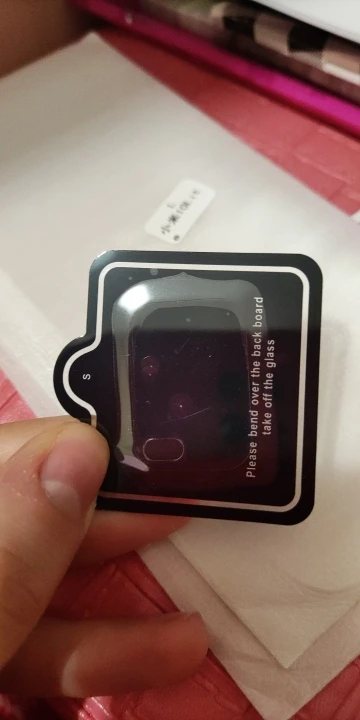 Please bend over the back board
take off the glass
S